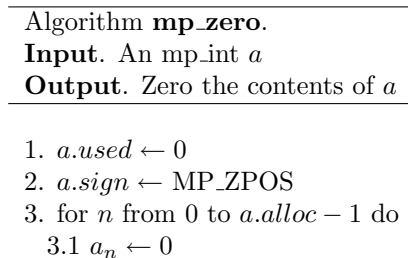 Algorithm mp_zero.
Input. An mp_int a
Output. Zero the contents of a
1. a.used ← 0
2. a.sign ← MP_ZPOS
3. for n from 0 to a.alloc − 1 do
3.1 aₙ ← 0